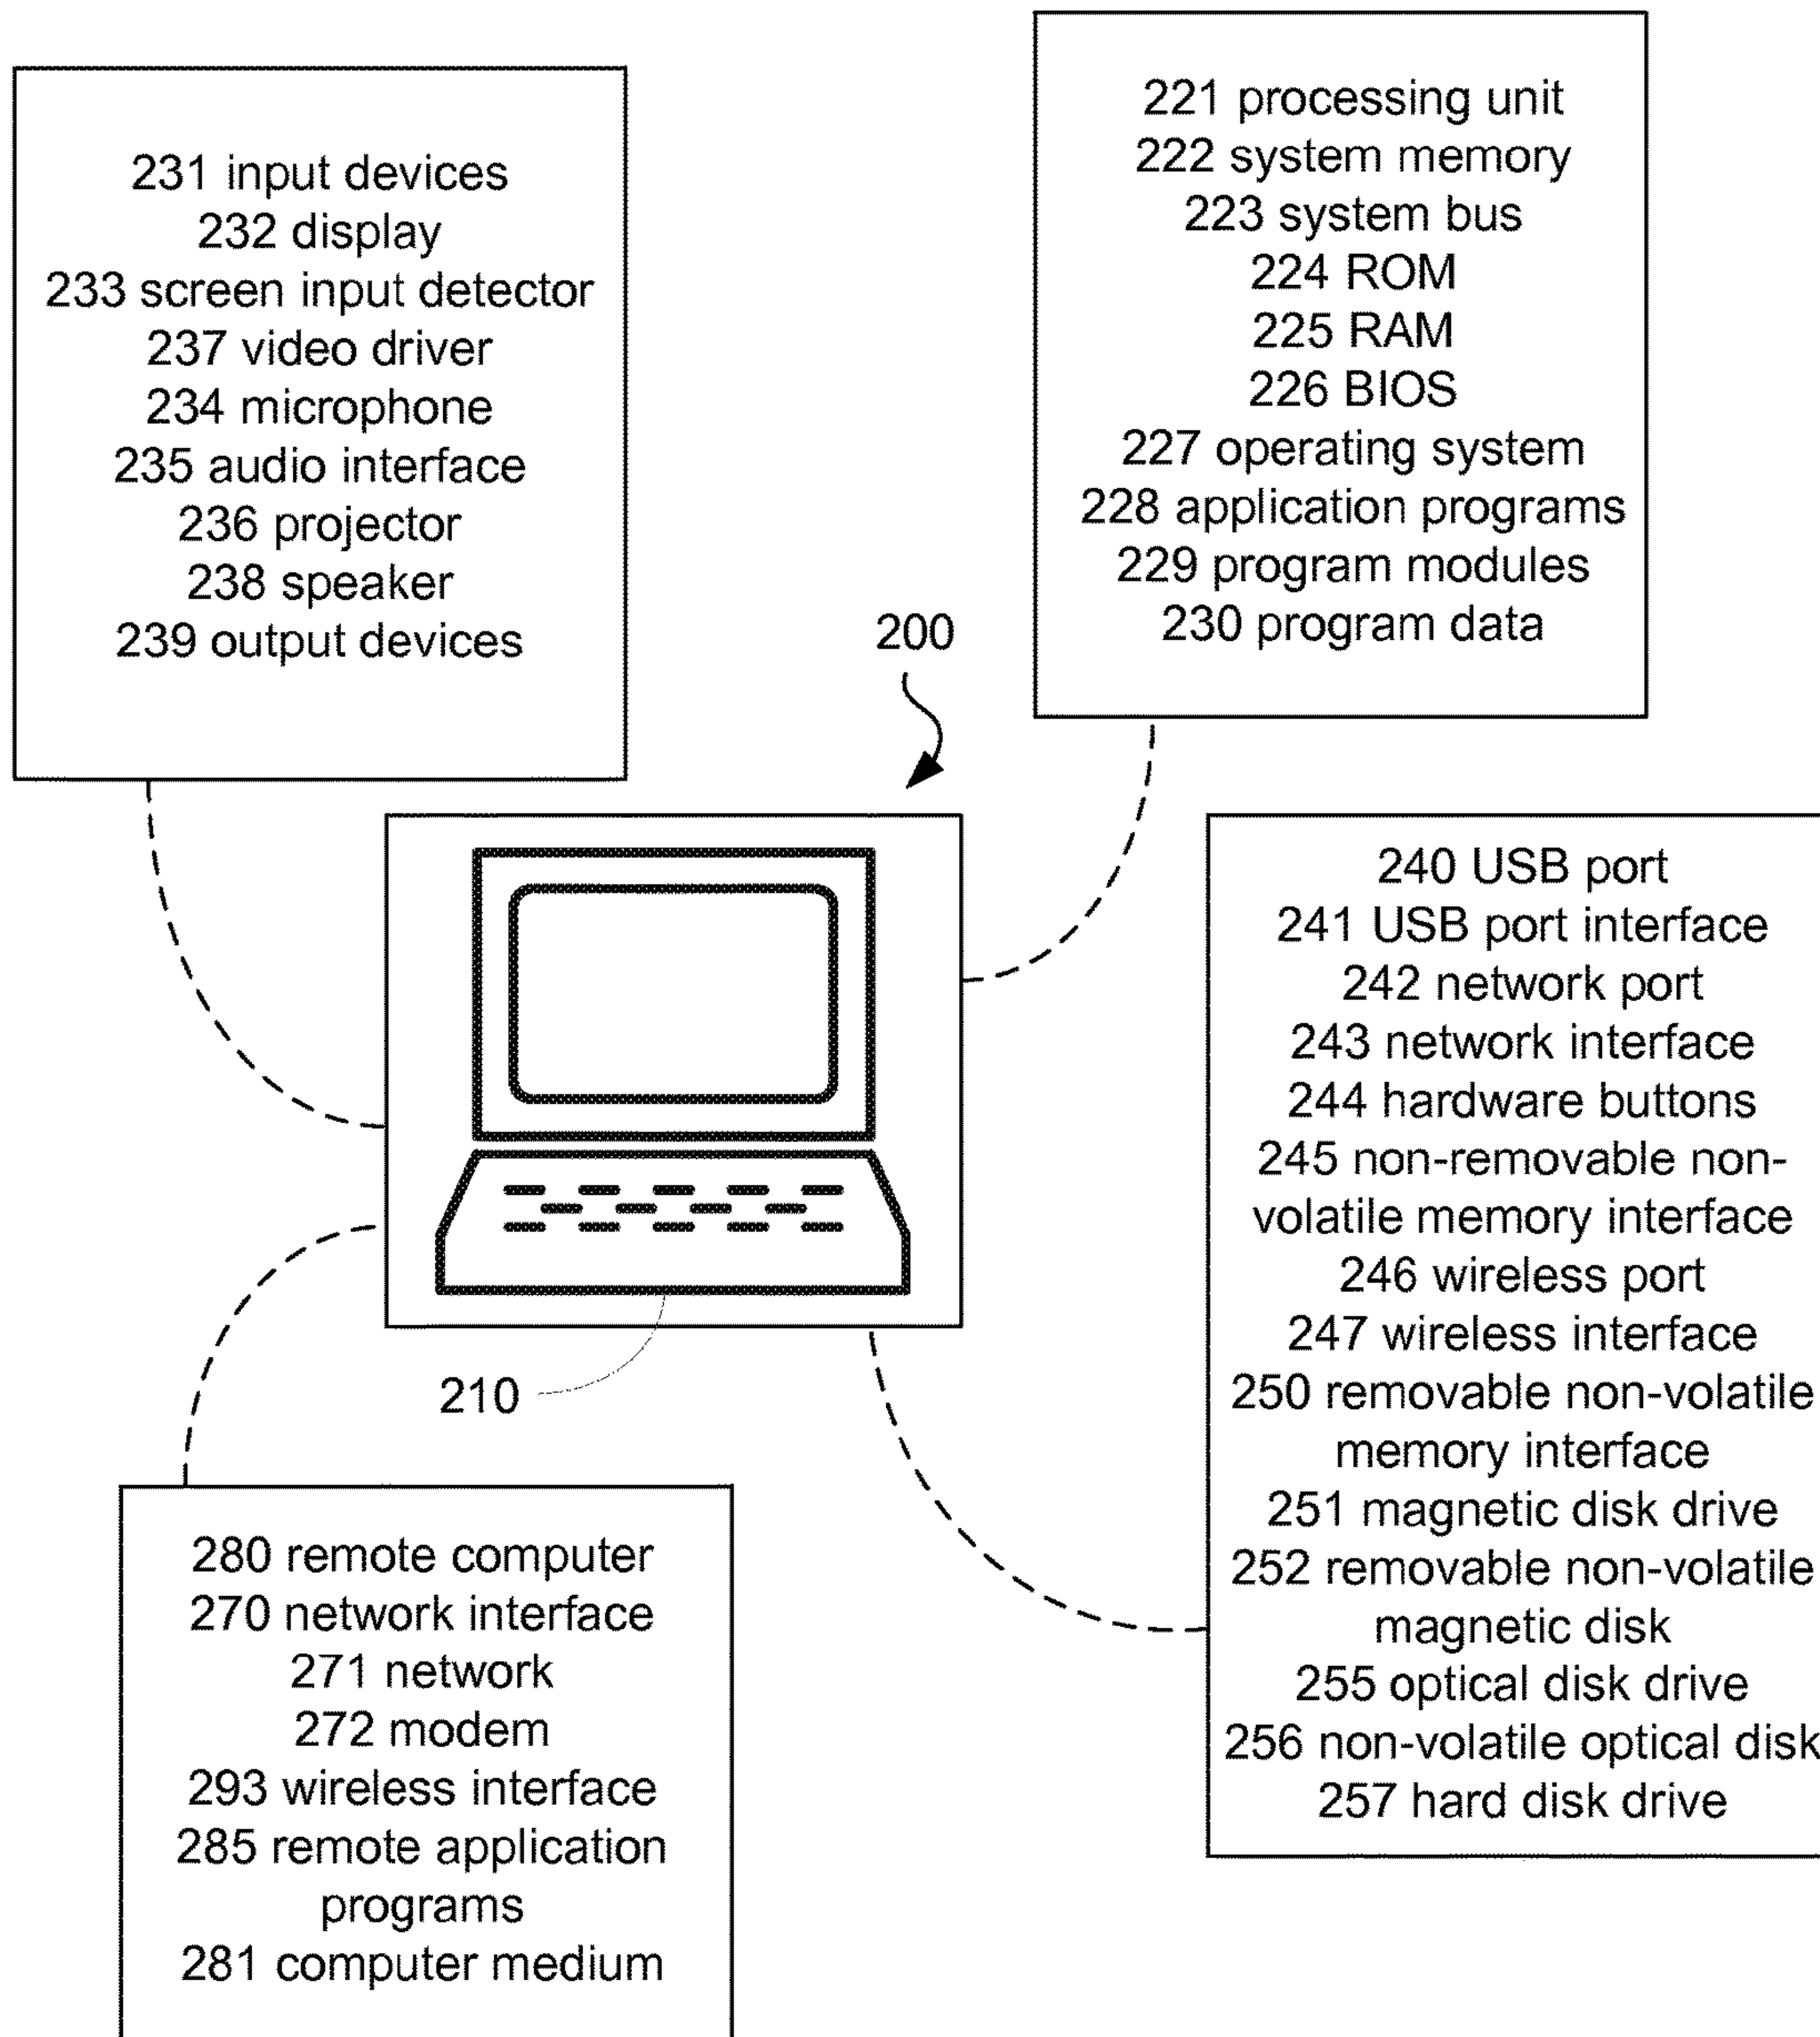 231 input devices
232 display
233 screen input detector
237 video driver
234 microphone
235 audio interface
236 projector
238 speaker
239 output devices
221 processing unit
222 system memory
223 system bus
224 ROM
225 RAM
226 BIOS
227 operating system
228 application programs
229 program modules
230 program data
200
210
240 USB port
241 USB port interface
242 network port
243 network interface
244 hardware buttons
245 non-removable non-
volatile memory interface
246 wireless port
247 wireless interface
250 removable non-volatile
memory interface
251 magnetic disk drive
252 removable non-volatile
magnetic disk
255 optical disk drive
256 non-volatile optical disk
257 hard disk drive
280 remote computer
270 network interface
271 network
272 modem
293 wireless interface
285 remote application
programs
281 computer medium